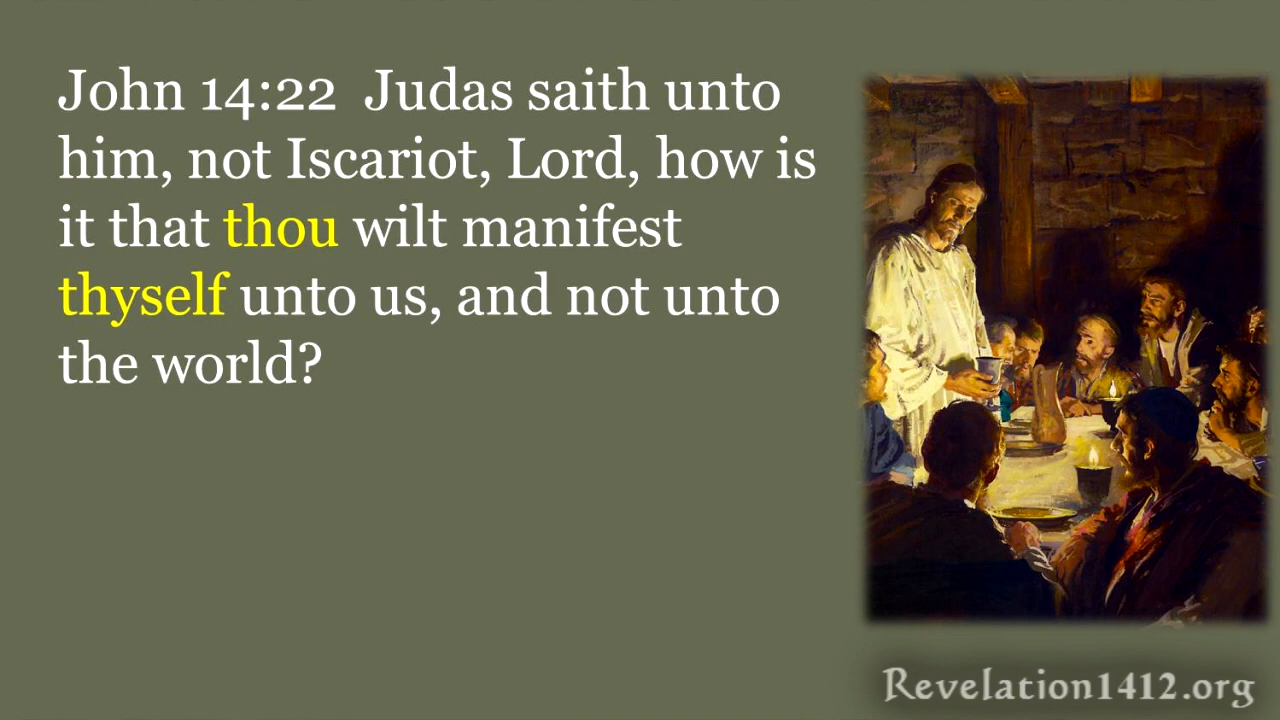 John 14:22  Judas saith unto
him, not Iscariot, Lord, how is
it that thou wilt manifest
thyself unto us, and not unto
the world?
Revelation1412.org